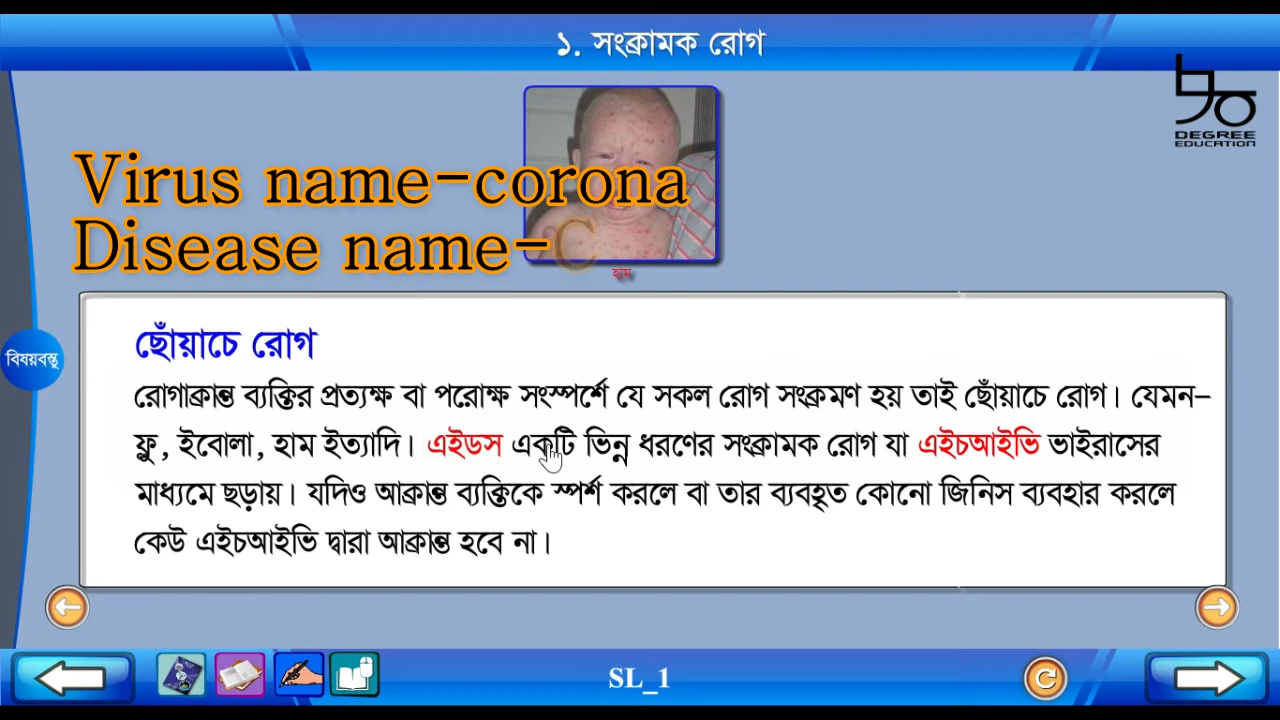 ১. সংক্রামক রোগ
DEGREE
EDUCATION
Virus name-corona
Disease name-C
হাম
ছোঁয়াচে রোগ
রোগাক্রান্ত ব্যক্তির প্রত্যক্ষ বা পরোক্ষ সংস্পর্শে যে সকল রোগ সংক্রমণ হয় তাই ছোঁয়াচে রোগ। যেমন-
ফ্লু, ইবোলা, হাম ইত্যাদি। এইডস একটি ভিন্ন ধরণের সংক্রামক রোগ যা এইচআইভি ভাইরাসের
মাধ্যমে ছড়ায়। যদিও আক্রান্ত ব্যক্তিকে স্পর্শ করলে বা তার ব্যবহৃত কোনো জিনিস ব্যবহার করলে
কেউ এইচআইভি দ্বারা আক্রান্ত হবে না।
বিষয়বস্তু
SL_1